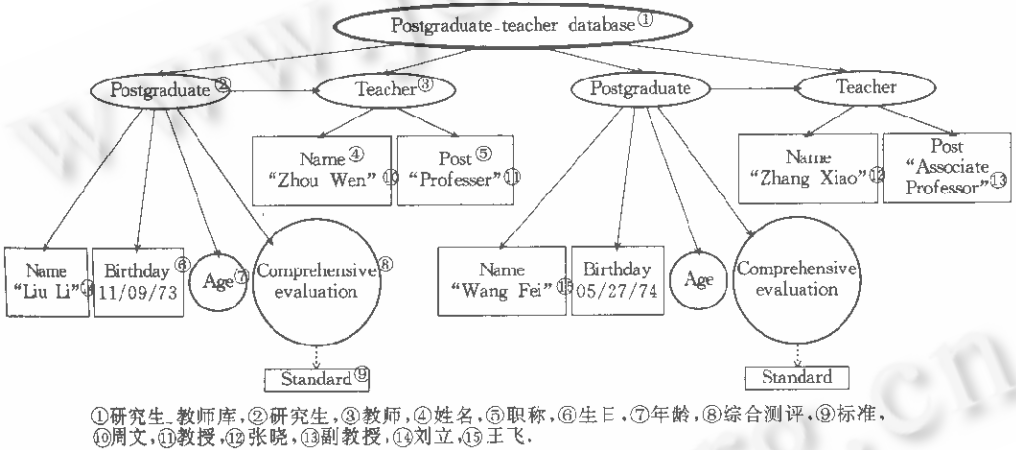 Postgraduate-teacher database①
Postgraduate②
Teacher③
Postgraduate
Teacher
Name④
"Zhou Wen"⑩
Post⑤
"Professer"⑪
Name
"Zhang Xiao"⑫
Post
"Associate
Professor"⑬
Name
"Liu Li"⑭
Birthday⑥
11/09/73
Age⑦
Comprehensive⑧
evaluation
Name
"Wang Fei"⑮
Birthday
05/27/74
Age
Comprehensive
evaluation
Standard⑨
Standard
①研究生_教师库,②研究生,③教师,④姓名,⑤职称,⑥生日,⑦年龄,⑧综合测评,⑨标准,
⑩周文,⑪教授,⑫张晓,⑬副教授,⑭刘立,⑮王飞.